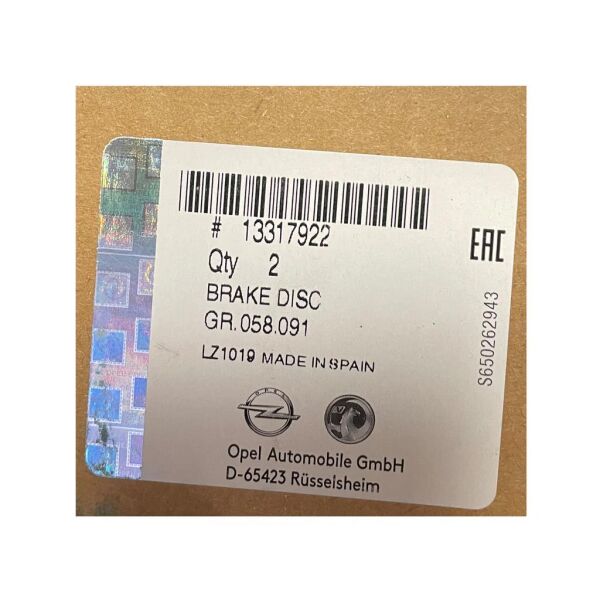 # 13317922
EAC
Qty 2
BRAKE DISC
GR.058.091
S650262943
LZ1019 MADE IN SPAIN
OPEL
Opel Automobile GmbH
D-65423 Rüsselsheim